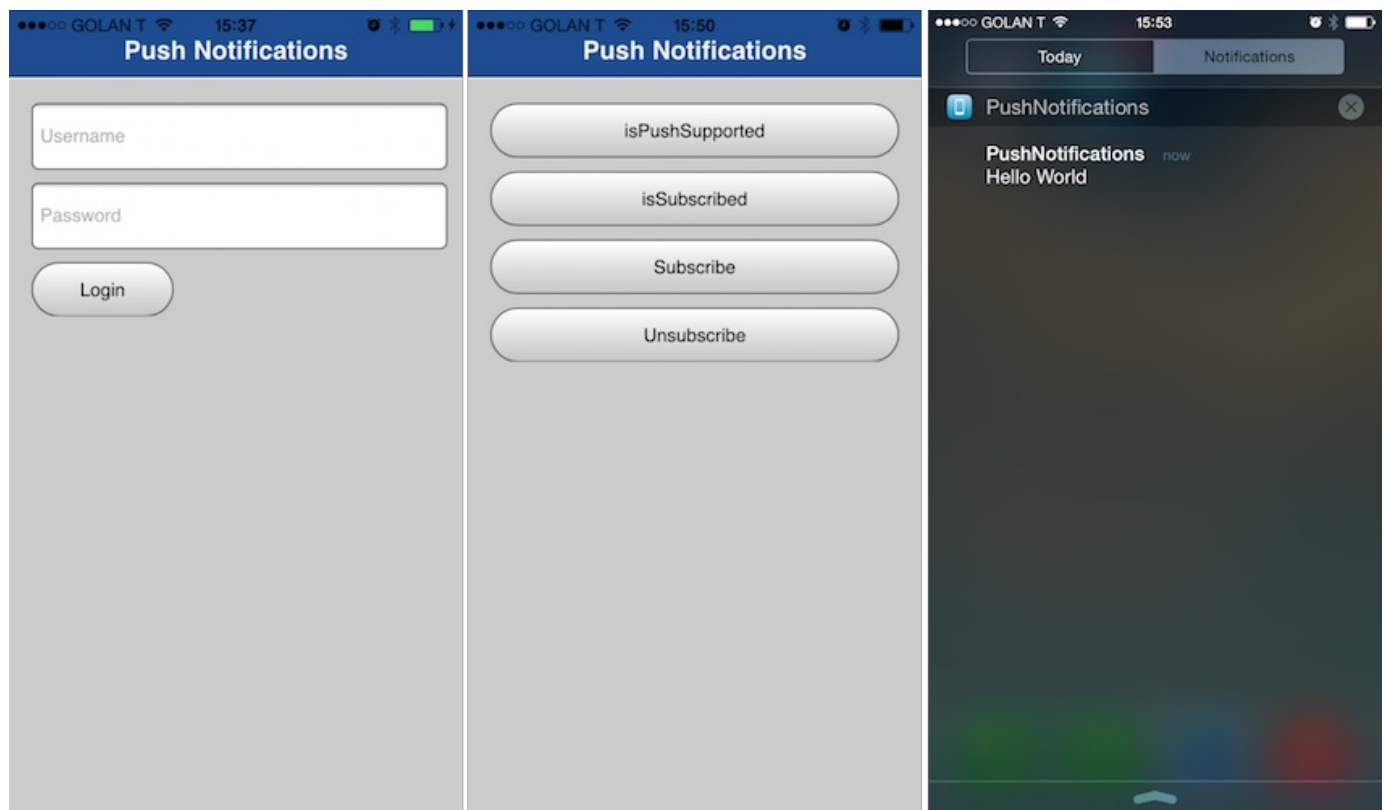 GOLAN T 15:37
Push Notifications
Username
Password
Login
GOLAN T 15:50
Push Notifications
isPushSupported
isSubscribed
Subscribe
Unsubscribe
GOLAN T 15:53
Today Notifications
PushNotifications
PushNotifications now
Hello World